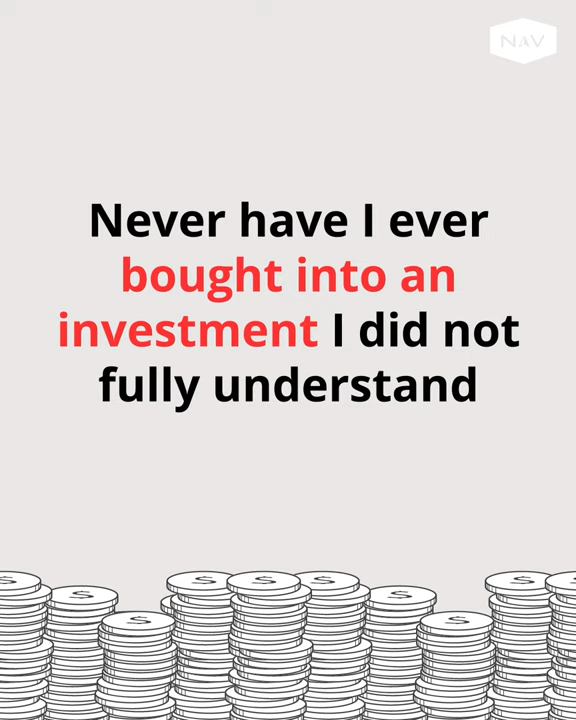 NAV
Never have I ever
bought into an
investment I did not
fully understand
$
$
$
$
$
$
$
$
$